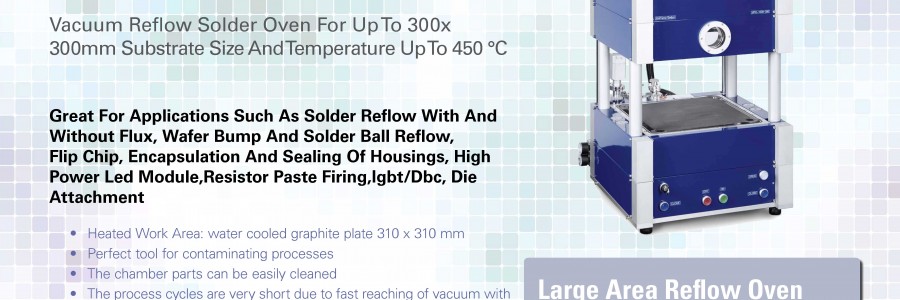 Vacuum Reflow Solder Oven For Up To 300x
300mm Substrate Size And Temperature Up To 450 °C
Great For Applications Such As Solder Reflow With And
Without Flux, Wafer Bump And Solder Ball Reflow,
Flip Chip, Encapsulation And Sealing Of Housings, High
Power Led Module,Resistor Paste Firing,Igbt/Dbc, Die
Attachment
• Heated Work Area: water cooled graphite plate 310 x 310 mm
• Perfect tool for contaminating processes
• The chamber parts can be easily cleaned
• The process cycles are very short due to fast reaching of vacuum with
Large Area Reflow Oven